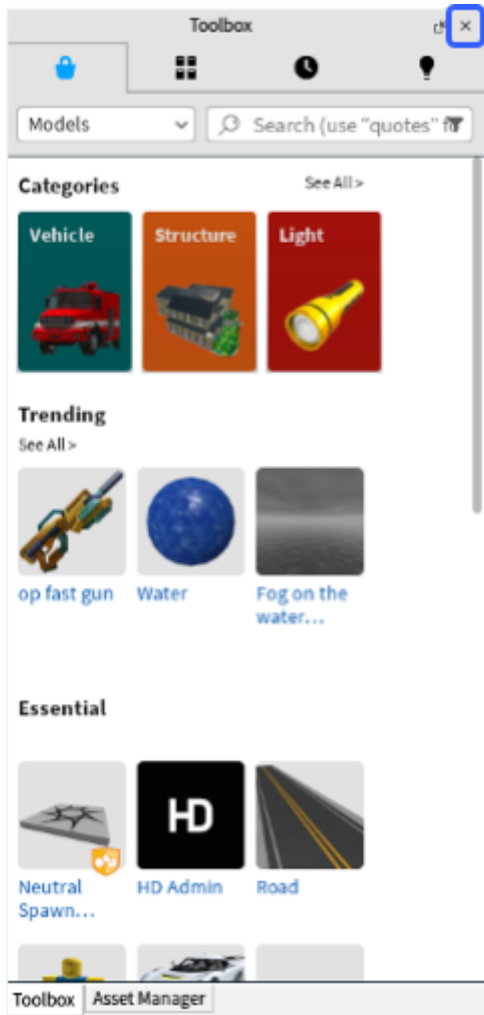 Toolbox
Models
Search (use "quotes" f
Categories
See All >
Vehicle Structure Light
Trending
See All >
op fast gun Water Fog on the
water...
Essential
HD
Neutral HD Admin Road
Spawn...
Toolbox Asset Manager